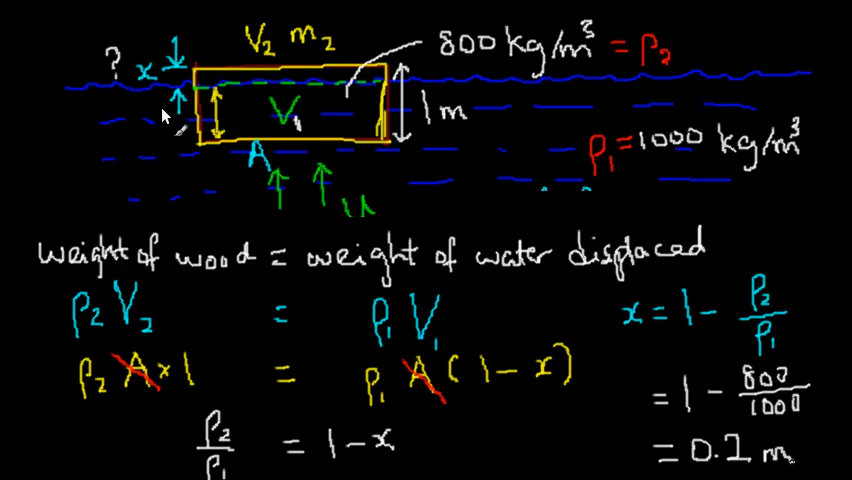 V₂ m₂
800 kg/m³ = ρ₂
? x
V₁
1 m
A
ρ₁ = 1000 kg/m³
U
weight of wood = weight of water displaced
ρ₂ V₂ = ρ₁ V₁
x = 1 - ρ₂/ρ₁
ρ₂ A × 1 = ρ₁ A (1 - x)
= 1 - 800/1000
ρ₂/ρ₁ = 1 - x
= 0.2 m